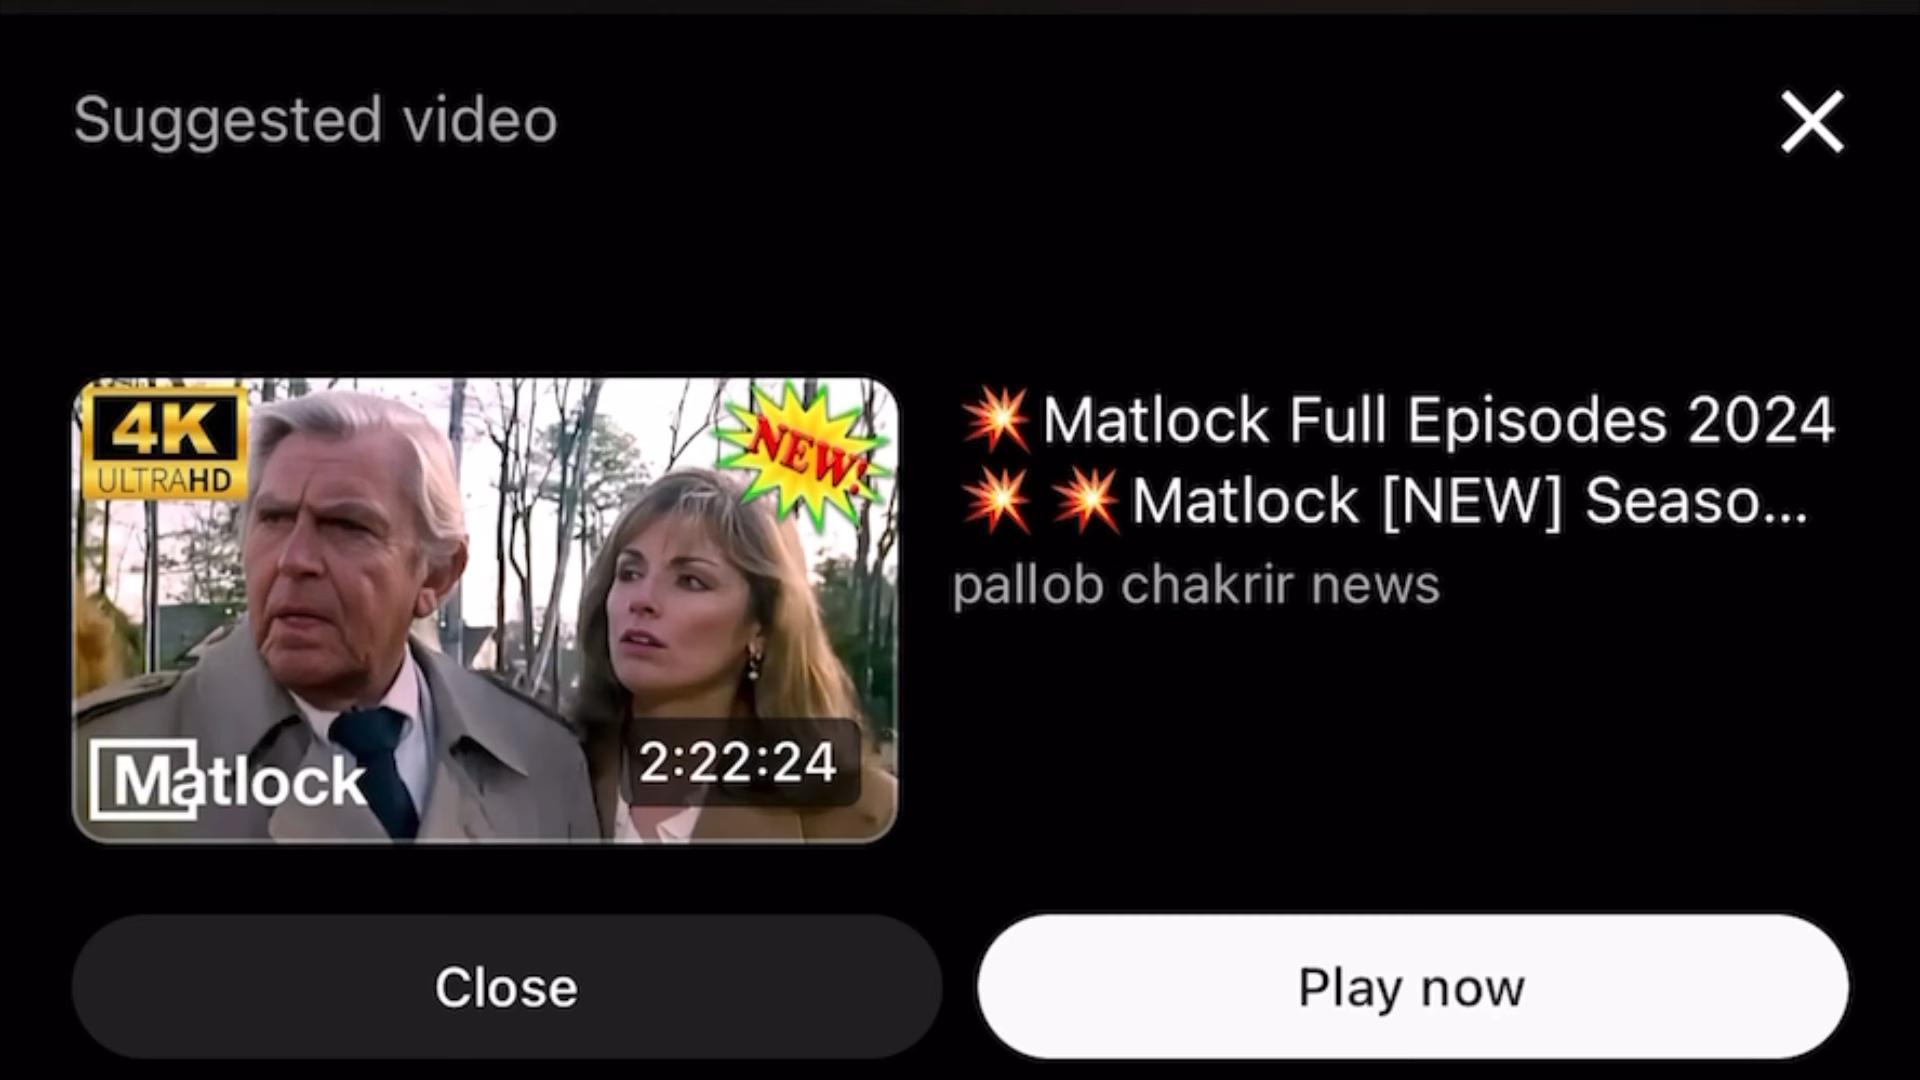 Suggested video
4K
ULTRAHD
NEW!
Matlock
2:22:24
💥Matlock Full Episodes 2024
💥 💥Matlock [NEW] Seaso...
pallob chakrir news
Close
Play now